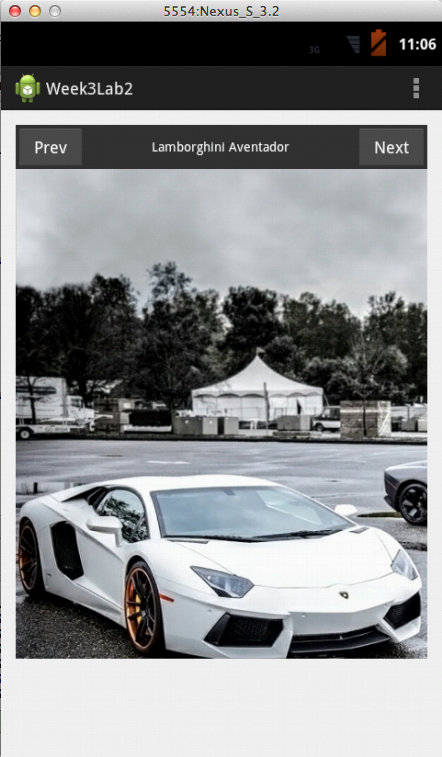 5554:Nexus_S_3.2
3G
11:06
Week3Lab2
Prev
Lamborghini Aventador
Next